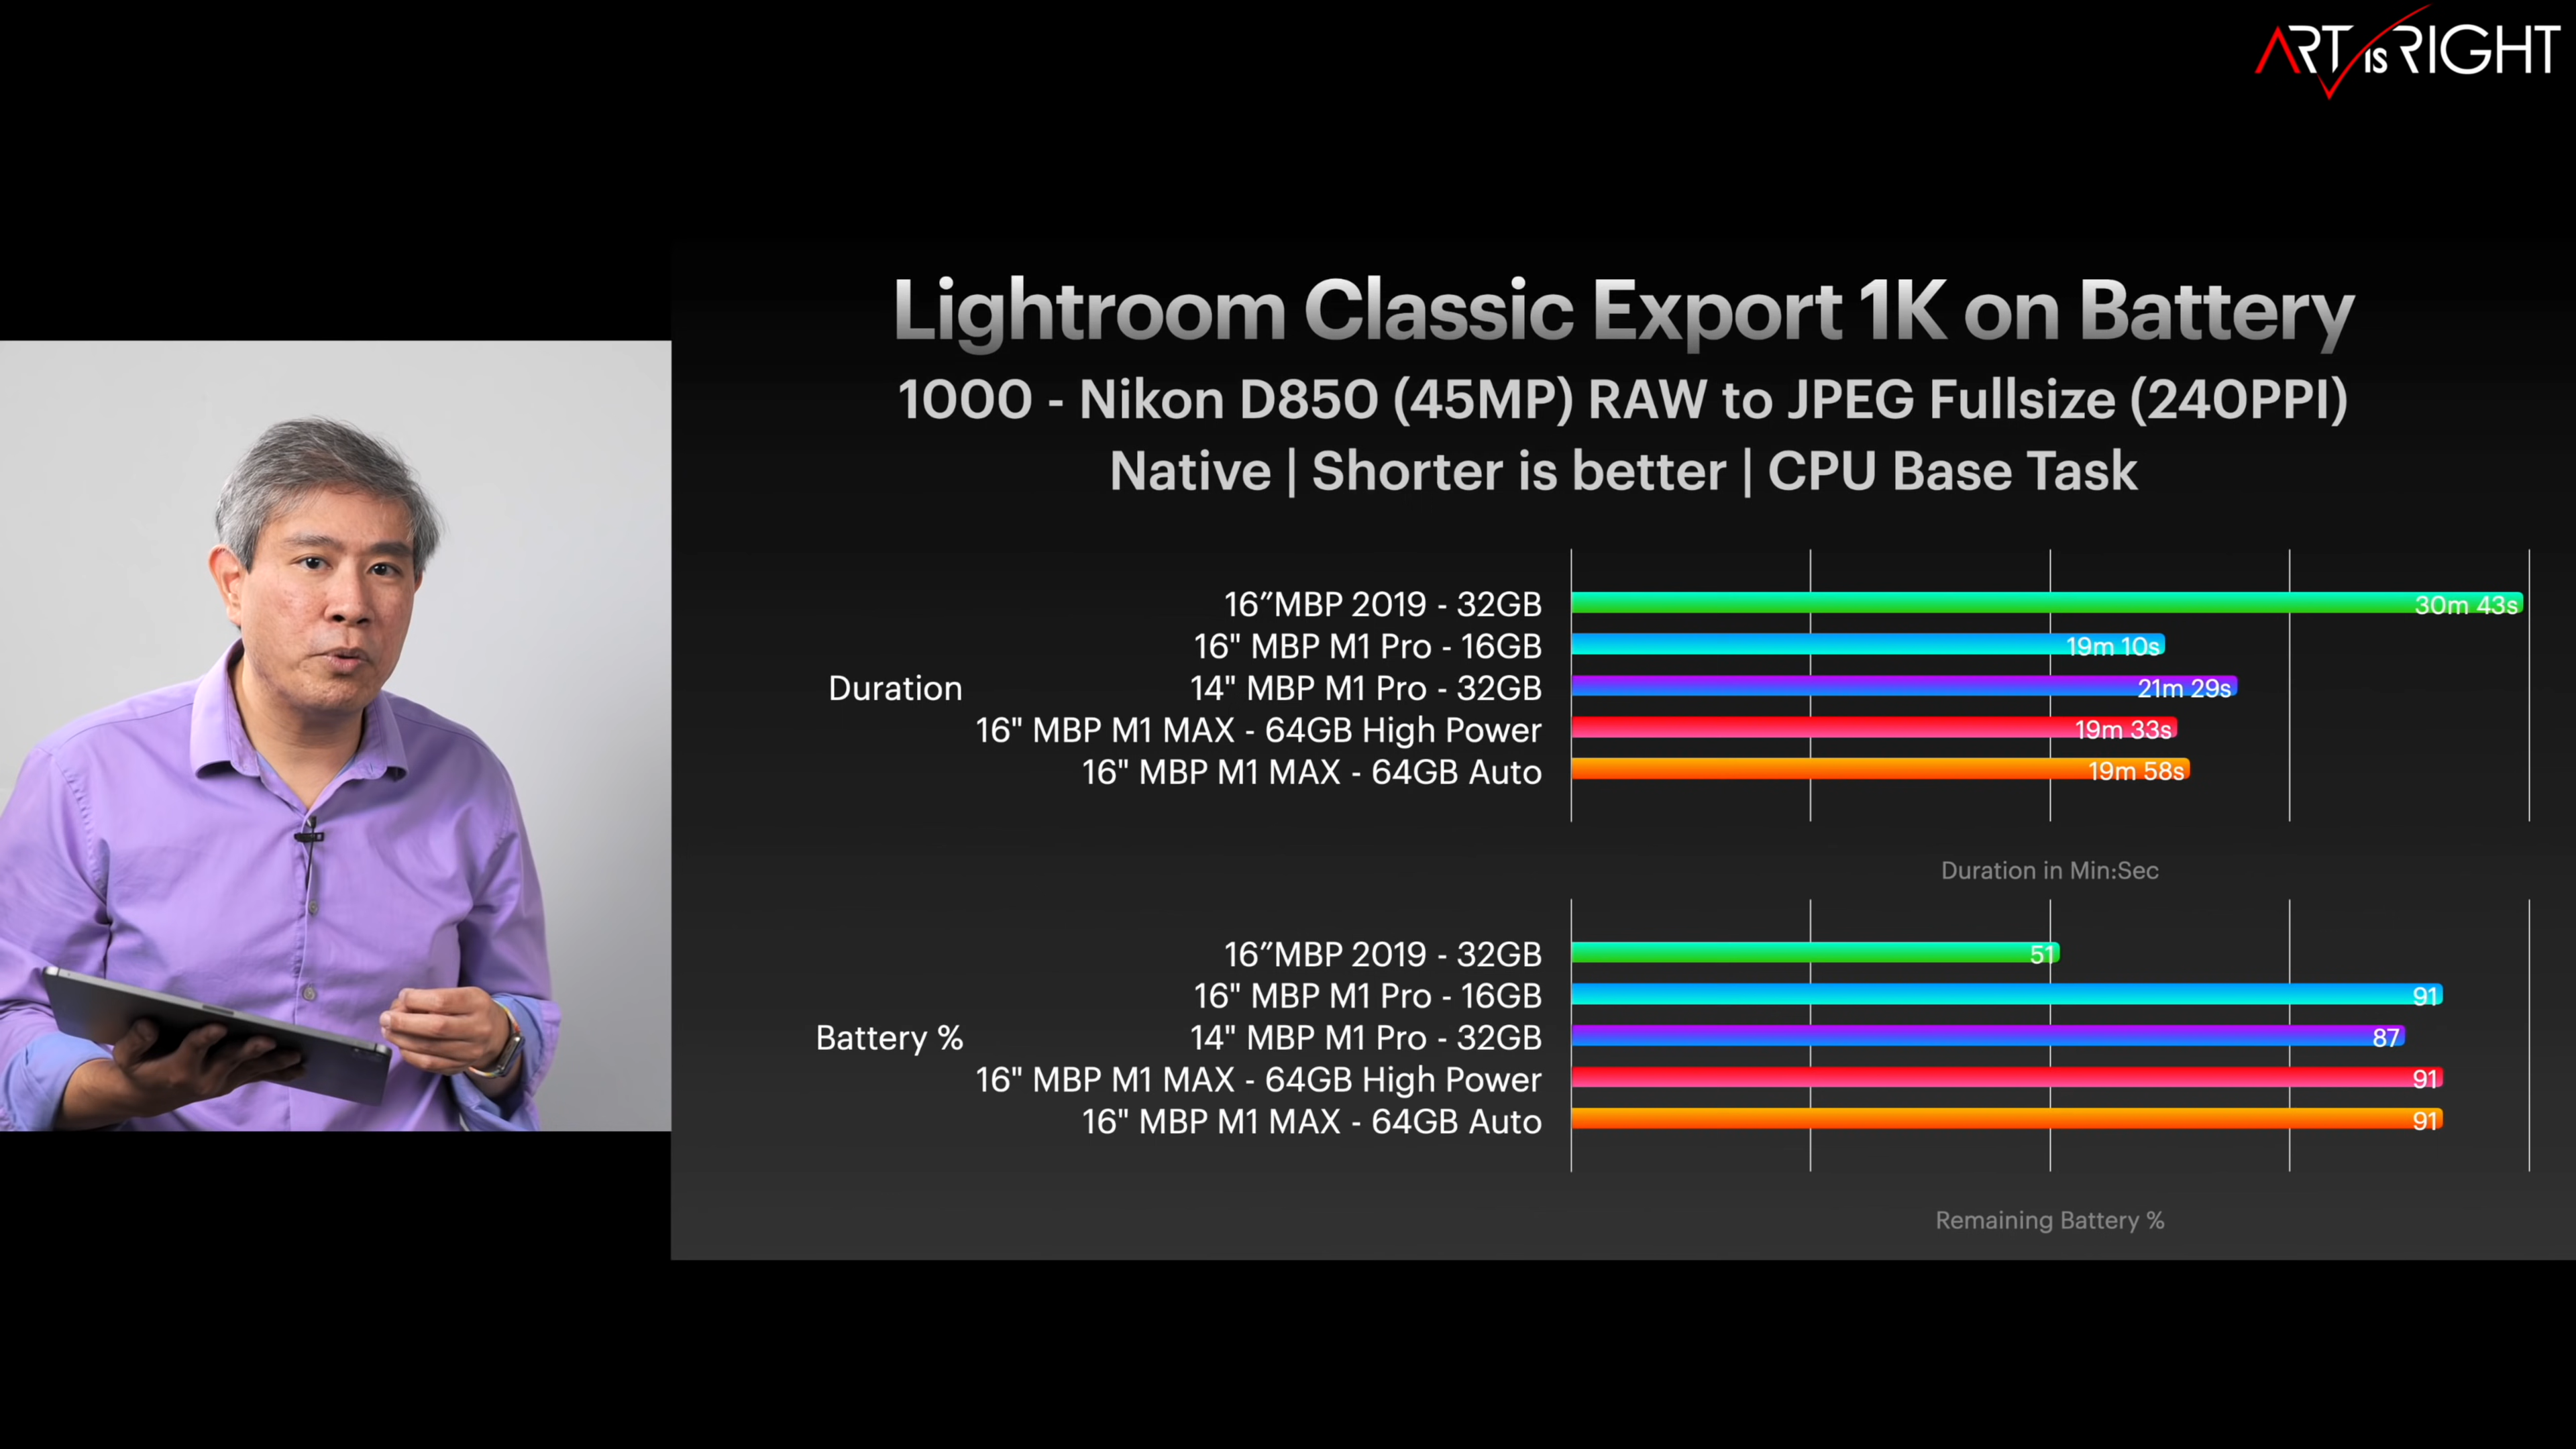 ART IS RIGHT
Lightroom Classic Export 1K on Battery
1000 - Nikon D850 (45MP) RAW to JPEG Fullsize (240PPI)
Native | Shorter is better | CPU Base Task
Duration
16″MBP 2019 - 32GB 30m 43s
16" MBP M1 Pro - 16GB 19m 10s
14" MBP M1 Pro - 32GB 21m 29s
16" MBP M1 MAX - 64GB High Power 19m 33s
16" MBP M1 MAX - 64GB Auto 19m 58s
Duration in Min:Sec
Battery %
16″MBP 2019 - 32GB 51
16" MBP M1 Pro - 16GB 91
14" MBP M1 Pro - 32GB 87
16" MBP M1 MAX - 64GB High Power 91
16" MBP M1 MAX - 64GB Auto 91
Remaining Battery %